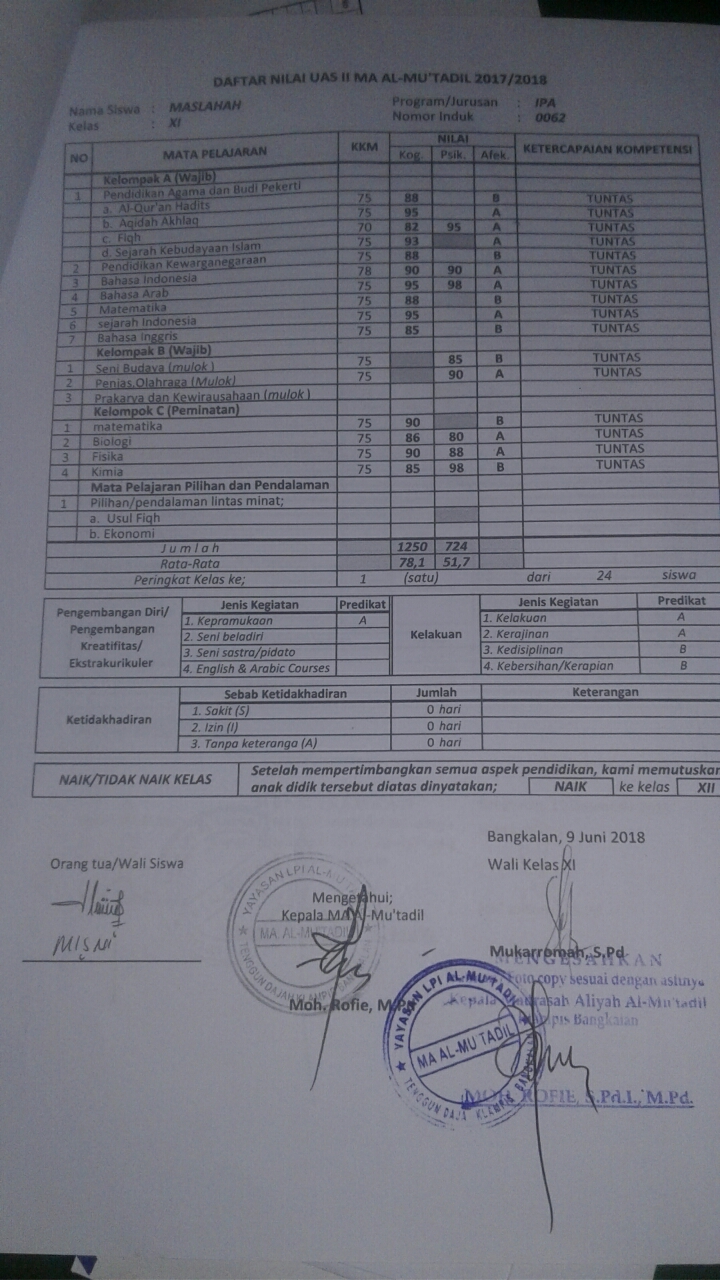 DAFTAR NILAI UAS II MA AL-MU'TADIL 2017/2018
Nama Siswa : MASLAHAH Program/Jurusan : IPA
Kelas : XI Nomor Induk : 0062
NO MATA PELAJARAN KKM NILAI KETERCAPAIAN KOMPETENSI
Kog. Psik. Afek.
Kelompak A (Wajib)
1 Pendidikan Agama dan Budi Pekerti
a. Al-Qur'an Hadits 75 88 B TUNTAS
b. Aqidah Akhlaq 75 95 A TUNTAS
c. Fiqh 70 82 95 A TUNTAS
d. Sejarah Kebudayaan Islam 75 93 A TUNTAS
2 Pendidikan Kewarganegaraan 75 88 B TUNTAS
3 Bahasa Indonesia 78 90 90 A TUNTAS
4 Bahasa Arab 75 95 98 A TUNTAS
5 Matematika 75 88 B TUNTAS
6 sejarah Indonesia 75 95 A TUNTAS
7 Bahasa Inggris 75 85 B TUNTAS
Kelompak B (Wajib)
1 Seni Budaya (mulok) 75 85 B TUNTAS
2 Penjas.Olahraga (Mulok) 75 90 A TUNTAS
3 Prakarya dan Kewirausahaan (mulok)
Kelompok C (Peminatan)
1 matematika 75 90 B TUNTAS
2 Biologi 75 86 80 A TUNTAS
3 Fisika 75 90 88 A TUNTAS
4 Kimia 75 85 98 B TUNTAS
Mata Pelajaran Pilihan dan Pendalaman
1 Pilihan/pendalaman lintas minat;
a. Usul Fiqh
b. Ekonomi
Jumlah 1250 724
Rata-Rata 78,1 51,7
Peringkat Kelas ke; 1 (satu) dari 24 siswa
Pengembangan Diri/
Pengembangan
Kreatifitas/
Ekstrakurikuler
Jenis Kegiatan Predikat
1. Kepramukaan A
2. Seni beladiri
3. Seni sastra/pidato
4. English & Arabic Courses
Kelakuan
Jenis Kegiatan Predikat
1. Kelakuan A
2. Kerajinan A
3. Kedisiplinan B
4. Kebersihan/Kerapian B
Ketidakhadiran
Sebab Ketidakhadiran Jumlah Keterangan
1. Sakit (S) 0 hari
2. Izin (I) 0 hari
3. Tanpa keteranga (A) 0 hari
NAIK/TIDAK NAIK KELAS
Setelah mempertimbangkan semua aspek pendidikan, kami memutuskan
anak didik tersebut diatas dinyatakan; NAIK ke kelas XII
Bangkalan, 9 Juni 2018
Orang tua/Wali Siswa
Wali Kelas XI
Mengetahui;
Kepala MA Al-Mu'tadil
MISNI
YAYASAN LPI AL-MU
MA. AL-MU'TADIL
TENGGUN DAJAH KLAMPIS BANGKALAN
Mukarromah, S.Pd
Moh. Rofie, M.Pd
MENGESAHKAN
Foto copy sesuai dengan aslinya
Kepala Madrasah Aliyah Al-Mu'tadil
Klampis Bangkalan
YAYASAN LPI AL-MU'TADIL
MA AL-MU TADIL
TENGGUN DAJA KLAMPIS BANGKALAN
MOH. ROFIE, S.Pd.I., M.Pd.